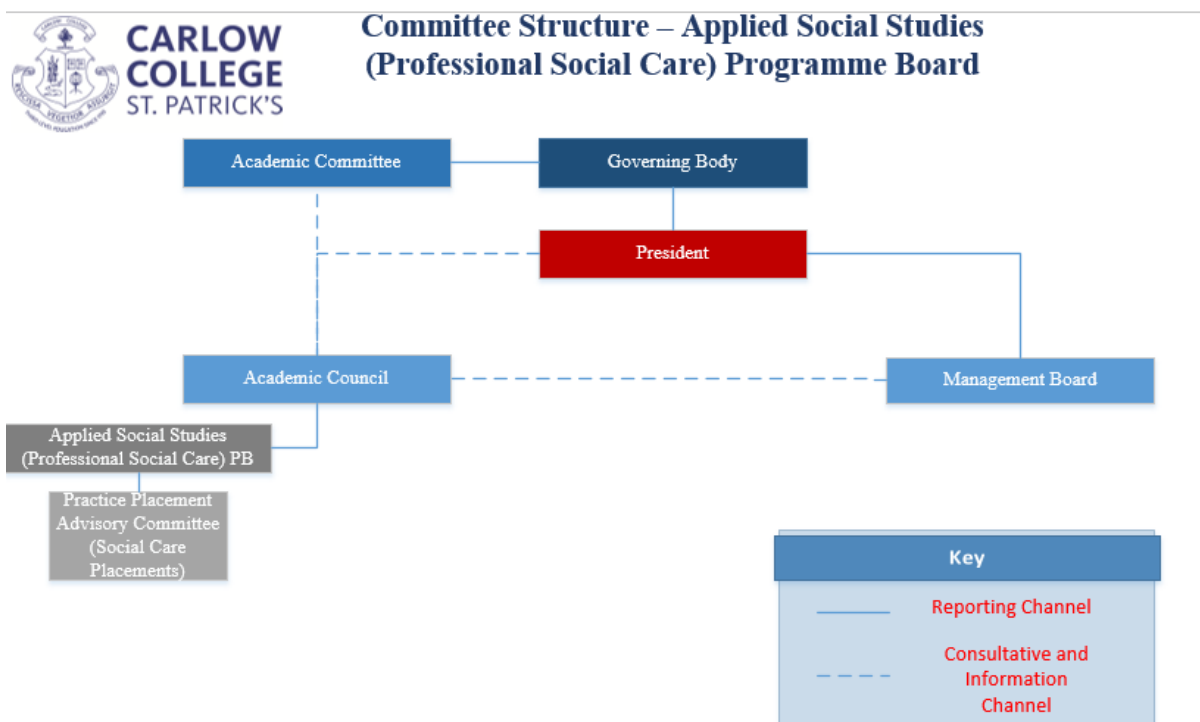 CARLOW
COLLEGE
ST. PATRICK'S
Committee Structure – Applied Social Studies
(Professional Social Care) Programme Board
Academic Committee
Governing Body
President
Academic Council
Management Board
Applied Social Studies
(Professional Social Care) PB
Practice Placement
Advisory Committee
(Social Care
Placements)
Key
Reporting Channel
Consultative and
Information
Channel